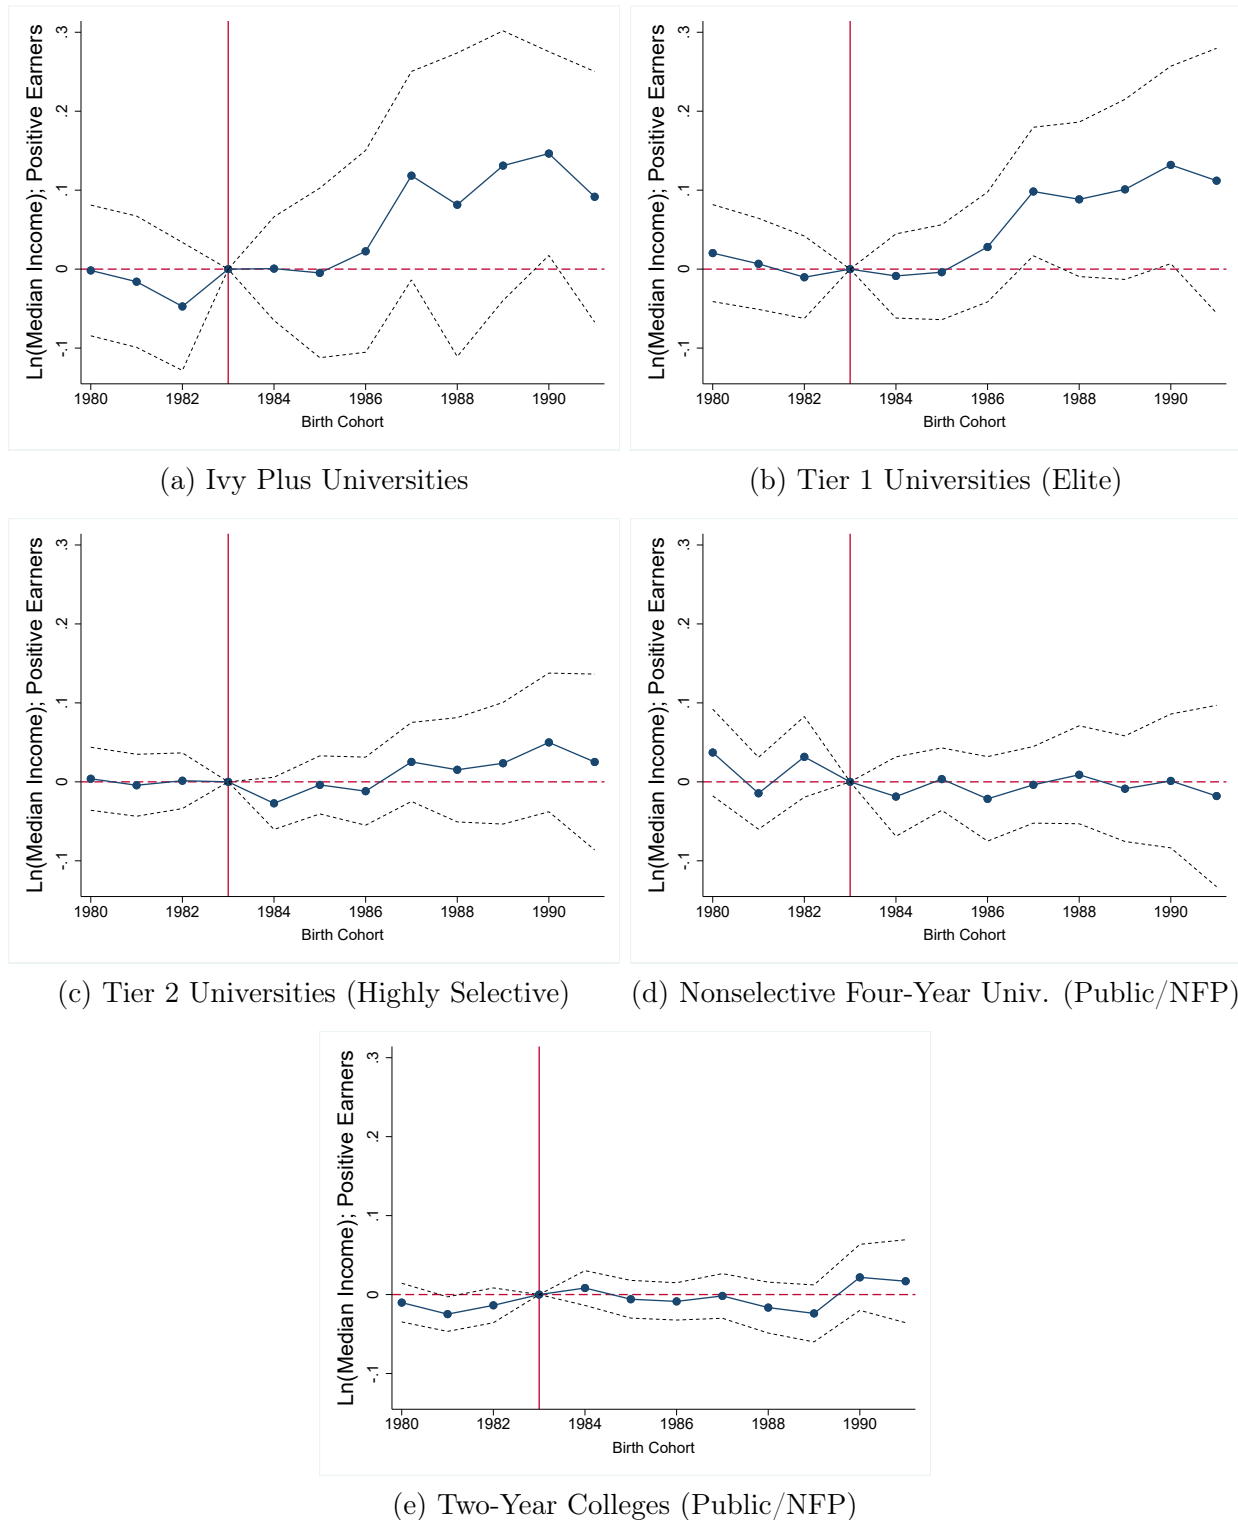 Ln(Median Income); Positive Earners
.3
.2
.1
0
-.1
1980 1982 1984 1986 1988 1990
Birth Cohort
(a) Ivy Plus Universities
Ln(Median Income); Positive Earners
.3
.2
.1
0
-.1
1980 1982 1984 1986 1988 1990
Birth Cohort
(b) Tier 1 Universities (Elite)
Ln(Median Income); Positive Earners
.3
.2
.1
0
-.1
1980 1982 1984 1986 1988 1990
Birth Cohort
(c) Tier 2 Universities (Highly Selective)
Ln(Median Income); Positive Earners
.3
.2
.1
0
-.1
1980 1982 1984 1986 1988 1990
Birth Cohort
(d) Nonselective Four-Year Univ. (Public/NFP)
Ln(Median Income); Positive Earners
.3
.2
.1
0
-.1
1980 1982 1984 1986 1988 1990
Birth Cohort
(e) Two-Year Colleges (Public/NFP)